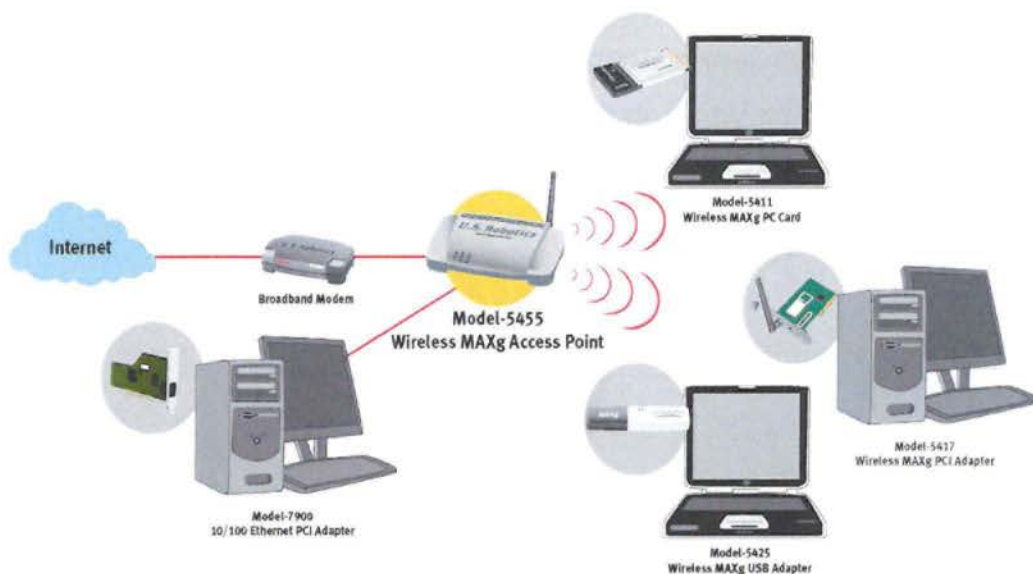 Internet
U.S. Robotics
Broadband Modem
U.S. Robotics
Model-5455
Wireless MAXg Access Point
Model-5411
Wireless MAXg PC Card
Model-5417
Wireless MAXg PCI Adapter
Model-7900
10/100 Ethernet PCI Adapter
Model-5425
Wireless MAXg USB Adapter